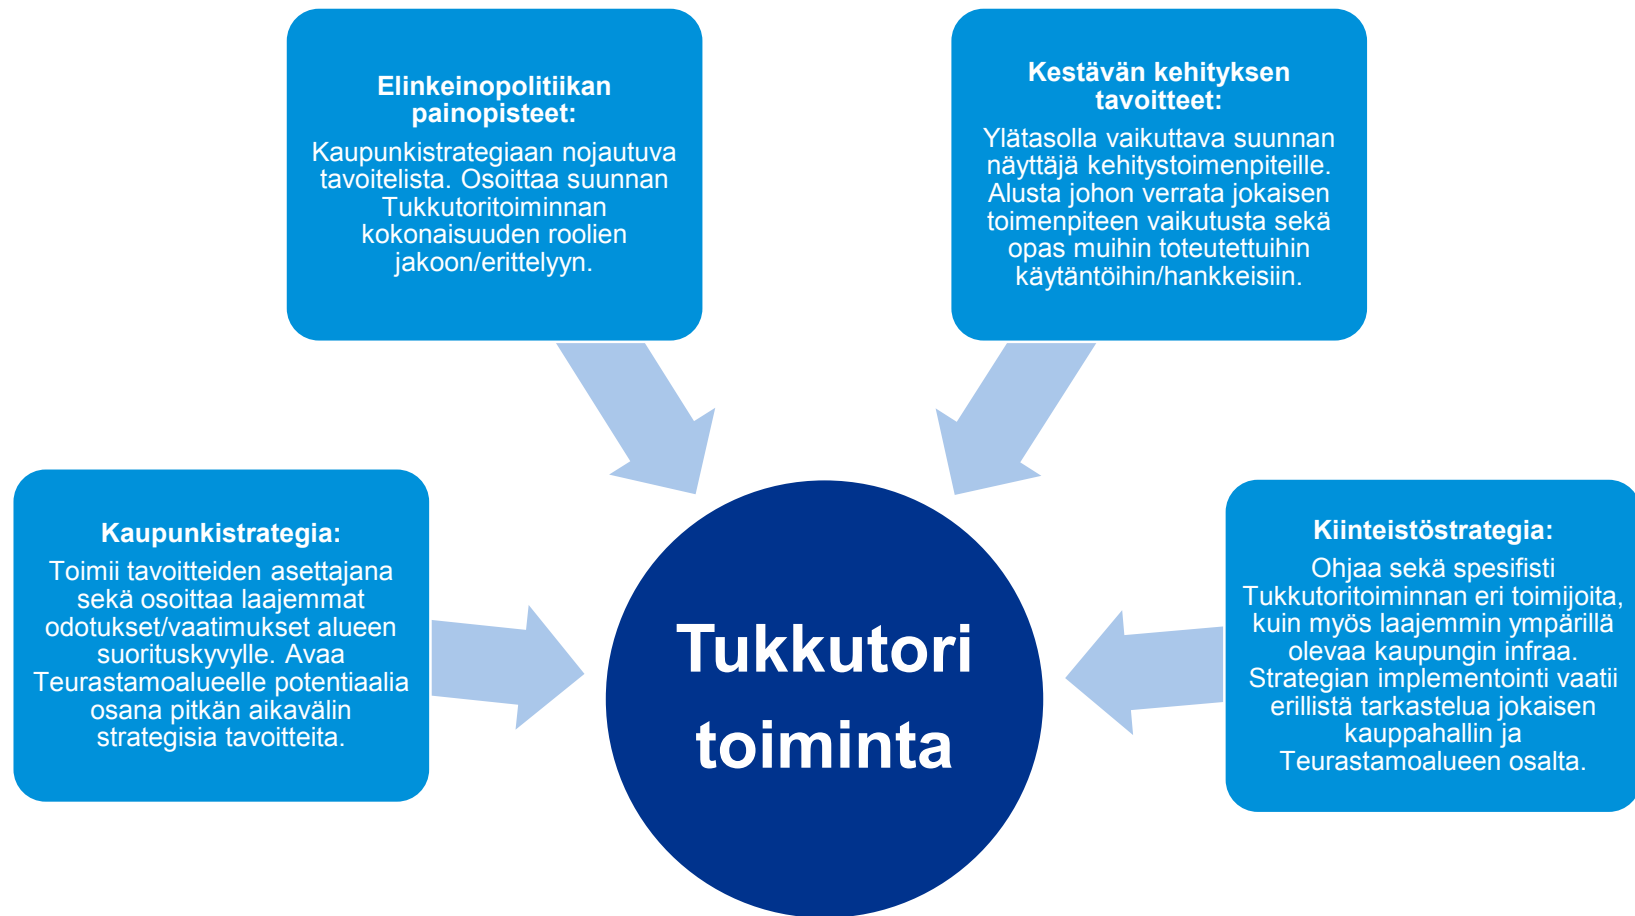 Elinkeinopolitiikan
painopisteet:
Kaupunkistrategiaan nojautuva
tavoitelista. Osoittaa suunnan
Tukkutoritoiminnan
kokonaisuuden roolien
jakoon/erittelyyn.
Kestävän kehityksen
tavoitteet:
Ylätasolla vaikuttava suunnan
näyttäjä kehitystoimenpiteille.
Alusta johon verrata jokaisen
toimenpiteen vaikutusta sekä
opas muihin toteutettuihin
käytäntöihin/hankkeisiin.
Kaupunkistrategia:
Toimii tavoitteiden asettajana
sekä osoittaa laajemmat
odotukset/vaatimukset alueen
suorituskyvylle. Avaa
Teurastamoalueelle potentiaalia
osana pitkän aikavälin
strategisia tavoitteita.
Tukkutori
toiminta
Kiinteistöstrategia:
Ohjaa sekä spesifisti
Tukkutoritoiminnan eri toimijoita,
kuin myös laajemmin ympärillä
olevaa kaupungin infraa.
Strategian implementointi vaatii
erillistä tarkastelua jokaisen
kauppahallin ja
Teurastamoalueen osalta.